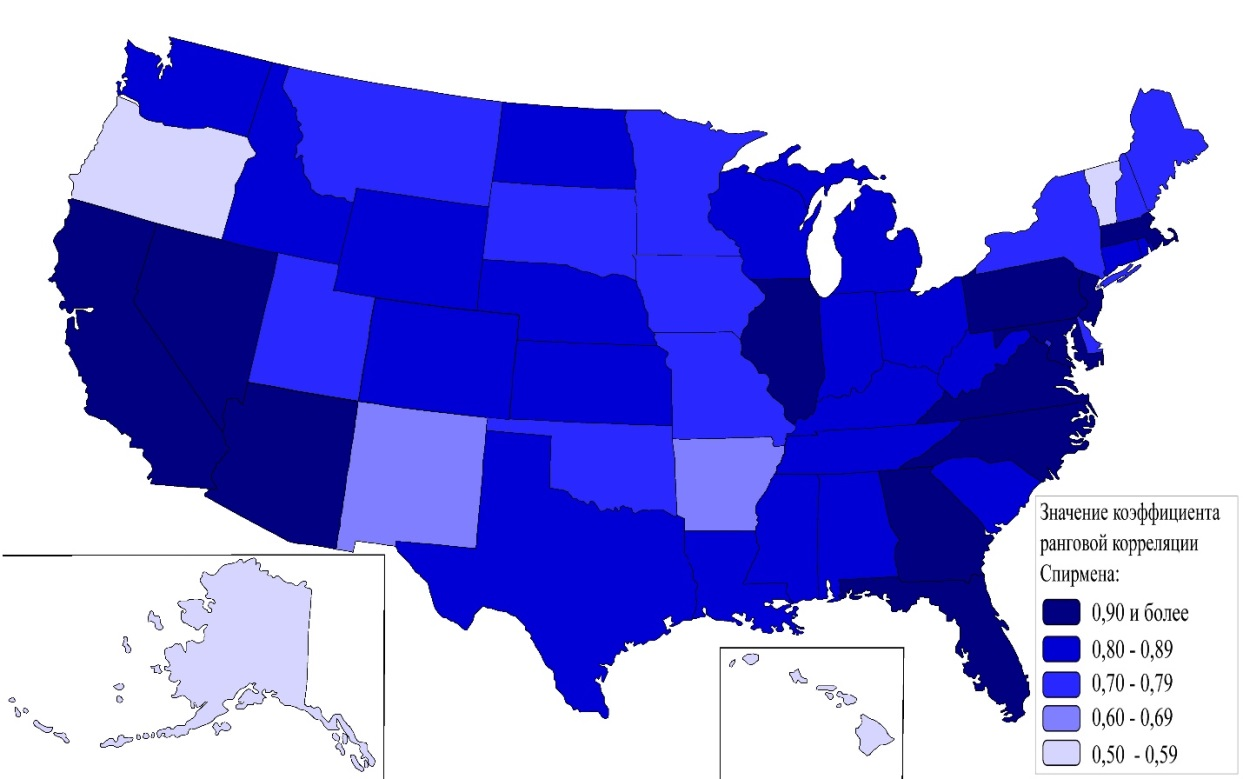 Значение коэффициента
ранговой корреляции
Спирмена:
0,90 и более
0,80 - 0,89
0,70 - 0,79
0,60 - 0,69
0,50 - 0,59